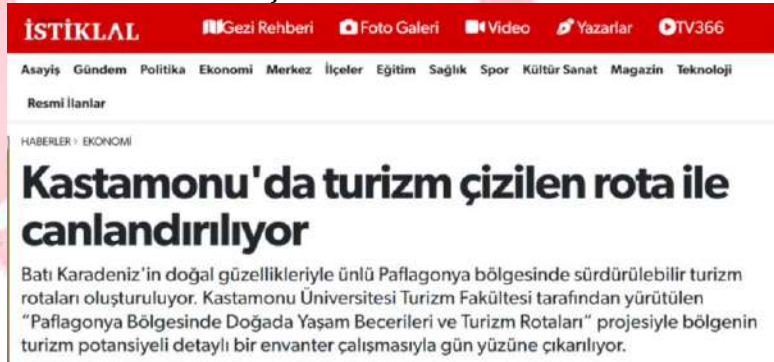 İSTİKLAL Gezi Rehberi Foto Galeri Video Yazarlar TV366
Asayiş Gündem Politika Ekonomi Merkez İlçeler Eğitim Sağlık Spor Kültür Sanat Magazin Teknoloji
Resmi İlanlar
HABERLER > EKONOMİ
Kastamonu'da turizm çizilen rota ile
canlandırılıyor
Batı Karadeniz'in doğal güzellikleriyle ünlü Paflagonya bölgesinde sürdürülebilir turizm
rotaları oluşturuluyor. Kastamonu Üniversitesi Turizm Fakültesi tarafından yürütülen
"Paflagonya Bölgesinde Doğada Yaşam Becerileri ve Turizm Rotaları" projesiyle bölgenin
turizm potansiyeli detaylı bir envanter çalışmasıyla gün yüzüne çıkarılıyor.